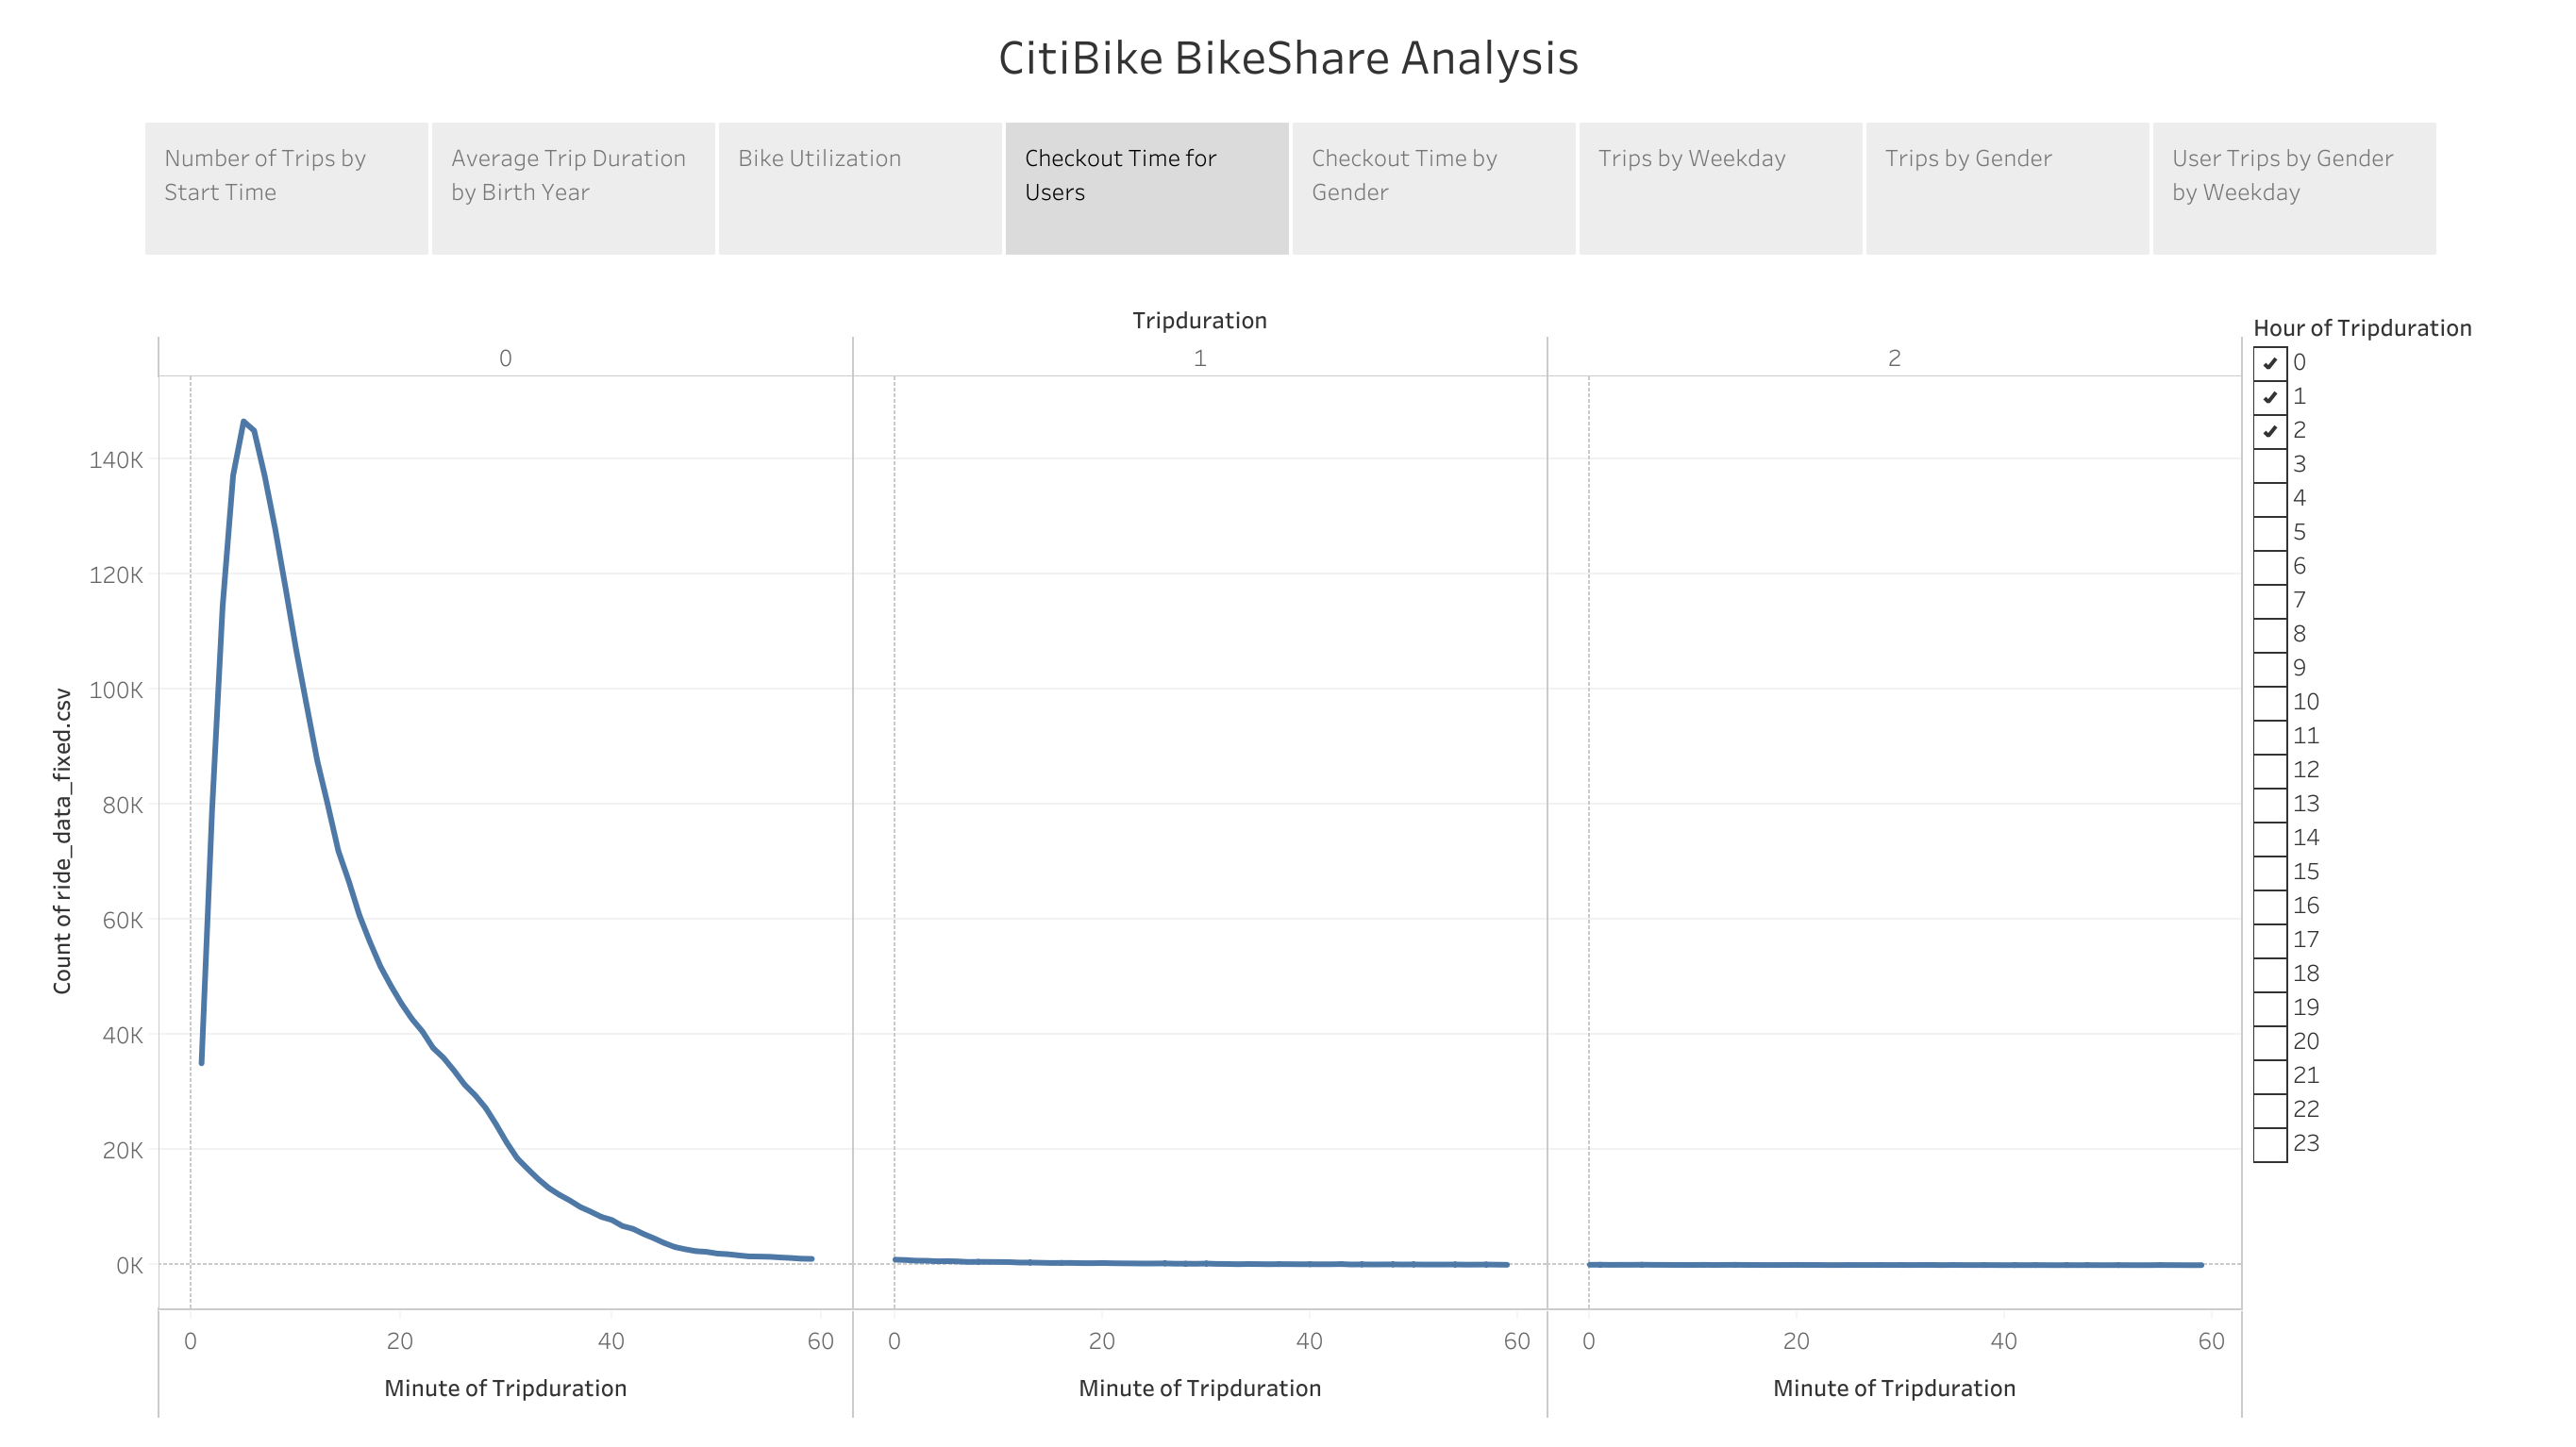 CitiBike BikeShare Analysis
Number of Trips by
Start Time
Average Trip Duration
by Birth Year
Bike Utilization
Checkout Time for
Users
Checkout Time by
Gender
Trips by Weekday
Trips by Gender
User Trips by Gender
by Weekday
Tripduration
0
1
2
Count of ride_data_fixed.csv
140K
120K
100K
80K
60K
40K
20K
0K
0 20 40 60
0 20 40 60
0 20 40 60
Minute of Tripduration
Minute of Tripduration
Minute of Tripduration
Hour of Tripduration
0
1
2
3
4
5
6
7
8
9
10
11
12
13
14
15
16
17
18
19
20
21
22
23